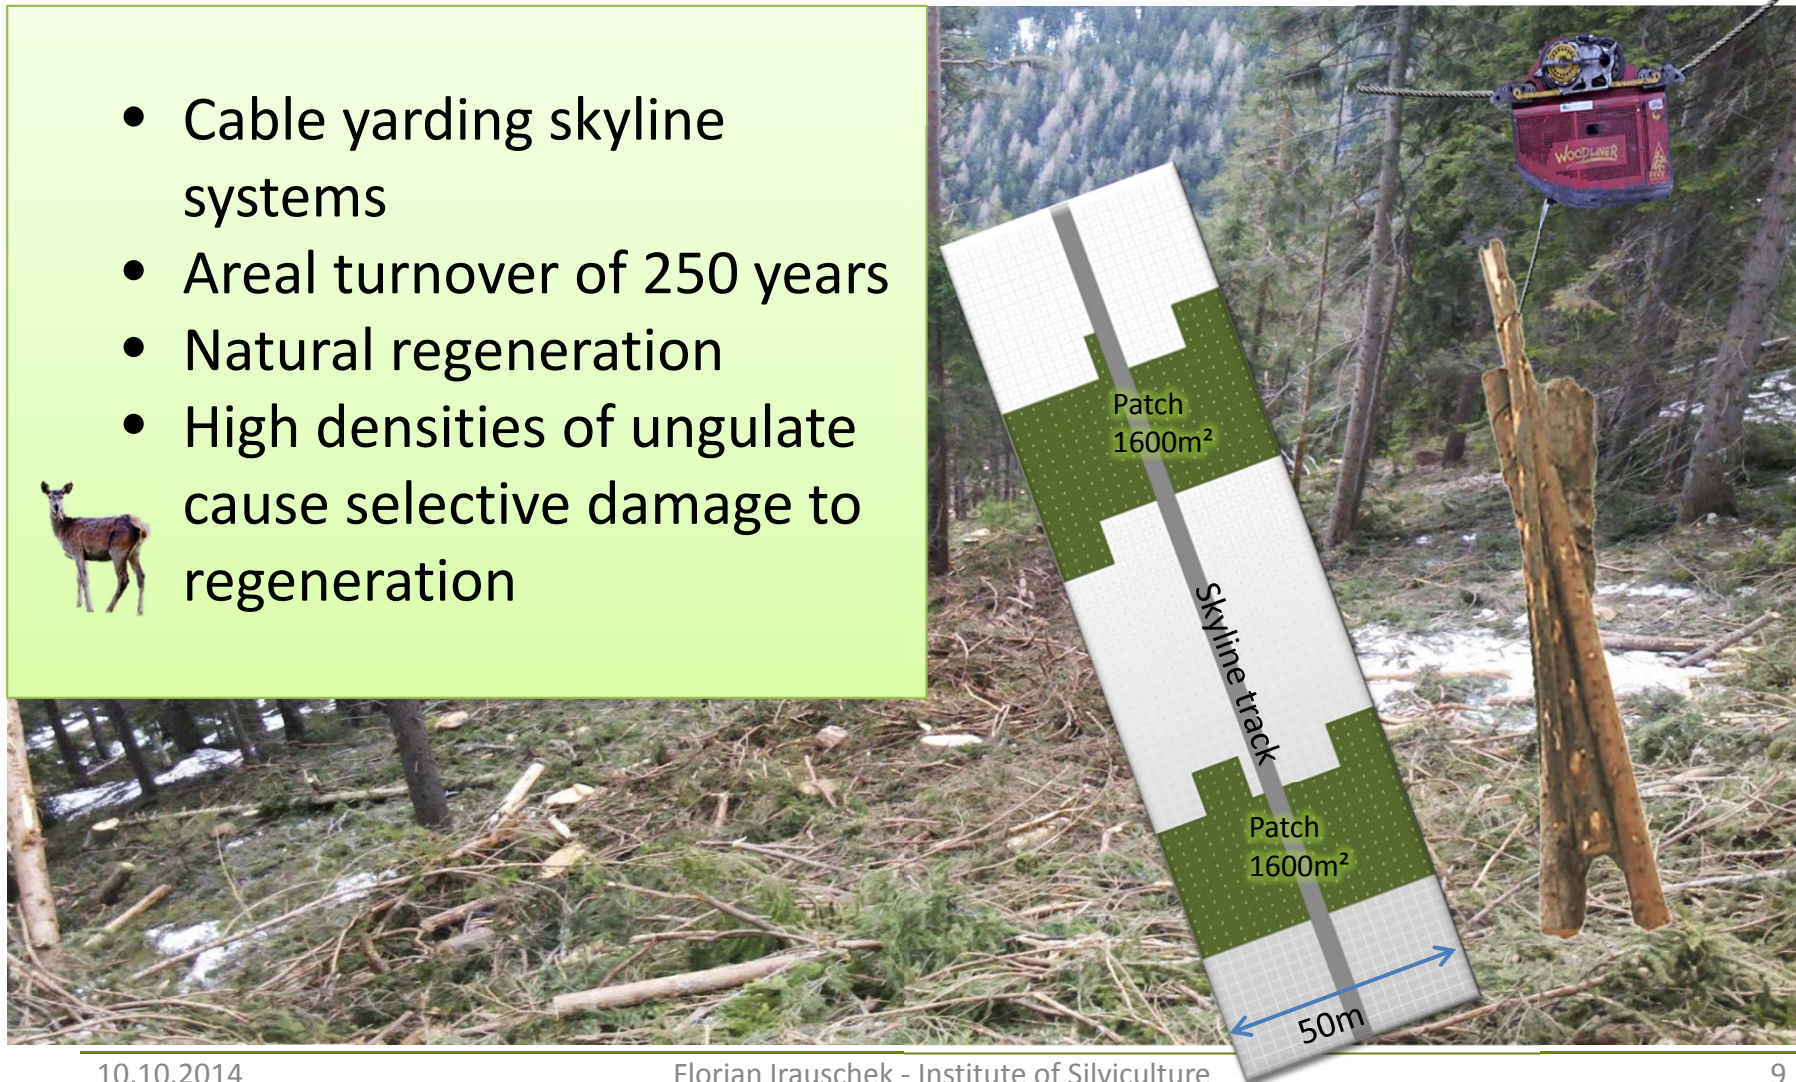 • Cable yarding skyline
systems
• Areal turnover of 250 years
• Natural regeneration
• High densities of ungulate
cause selective damage to
regeneration
WOODLINER
Patch
1600m²
Skyline track
Patch
1600m²
50m
10.10.2014
Florian Irauschek - Institute of Silviculture
9